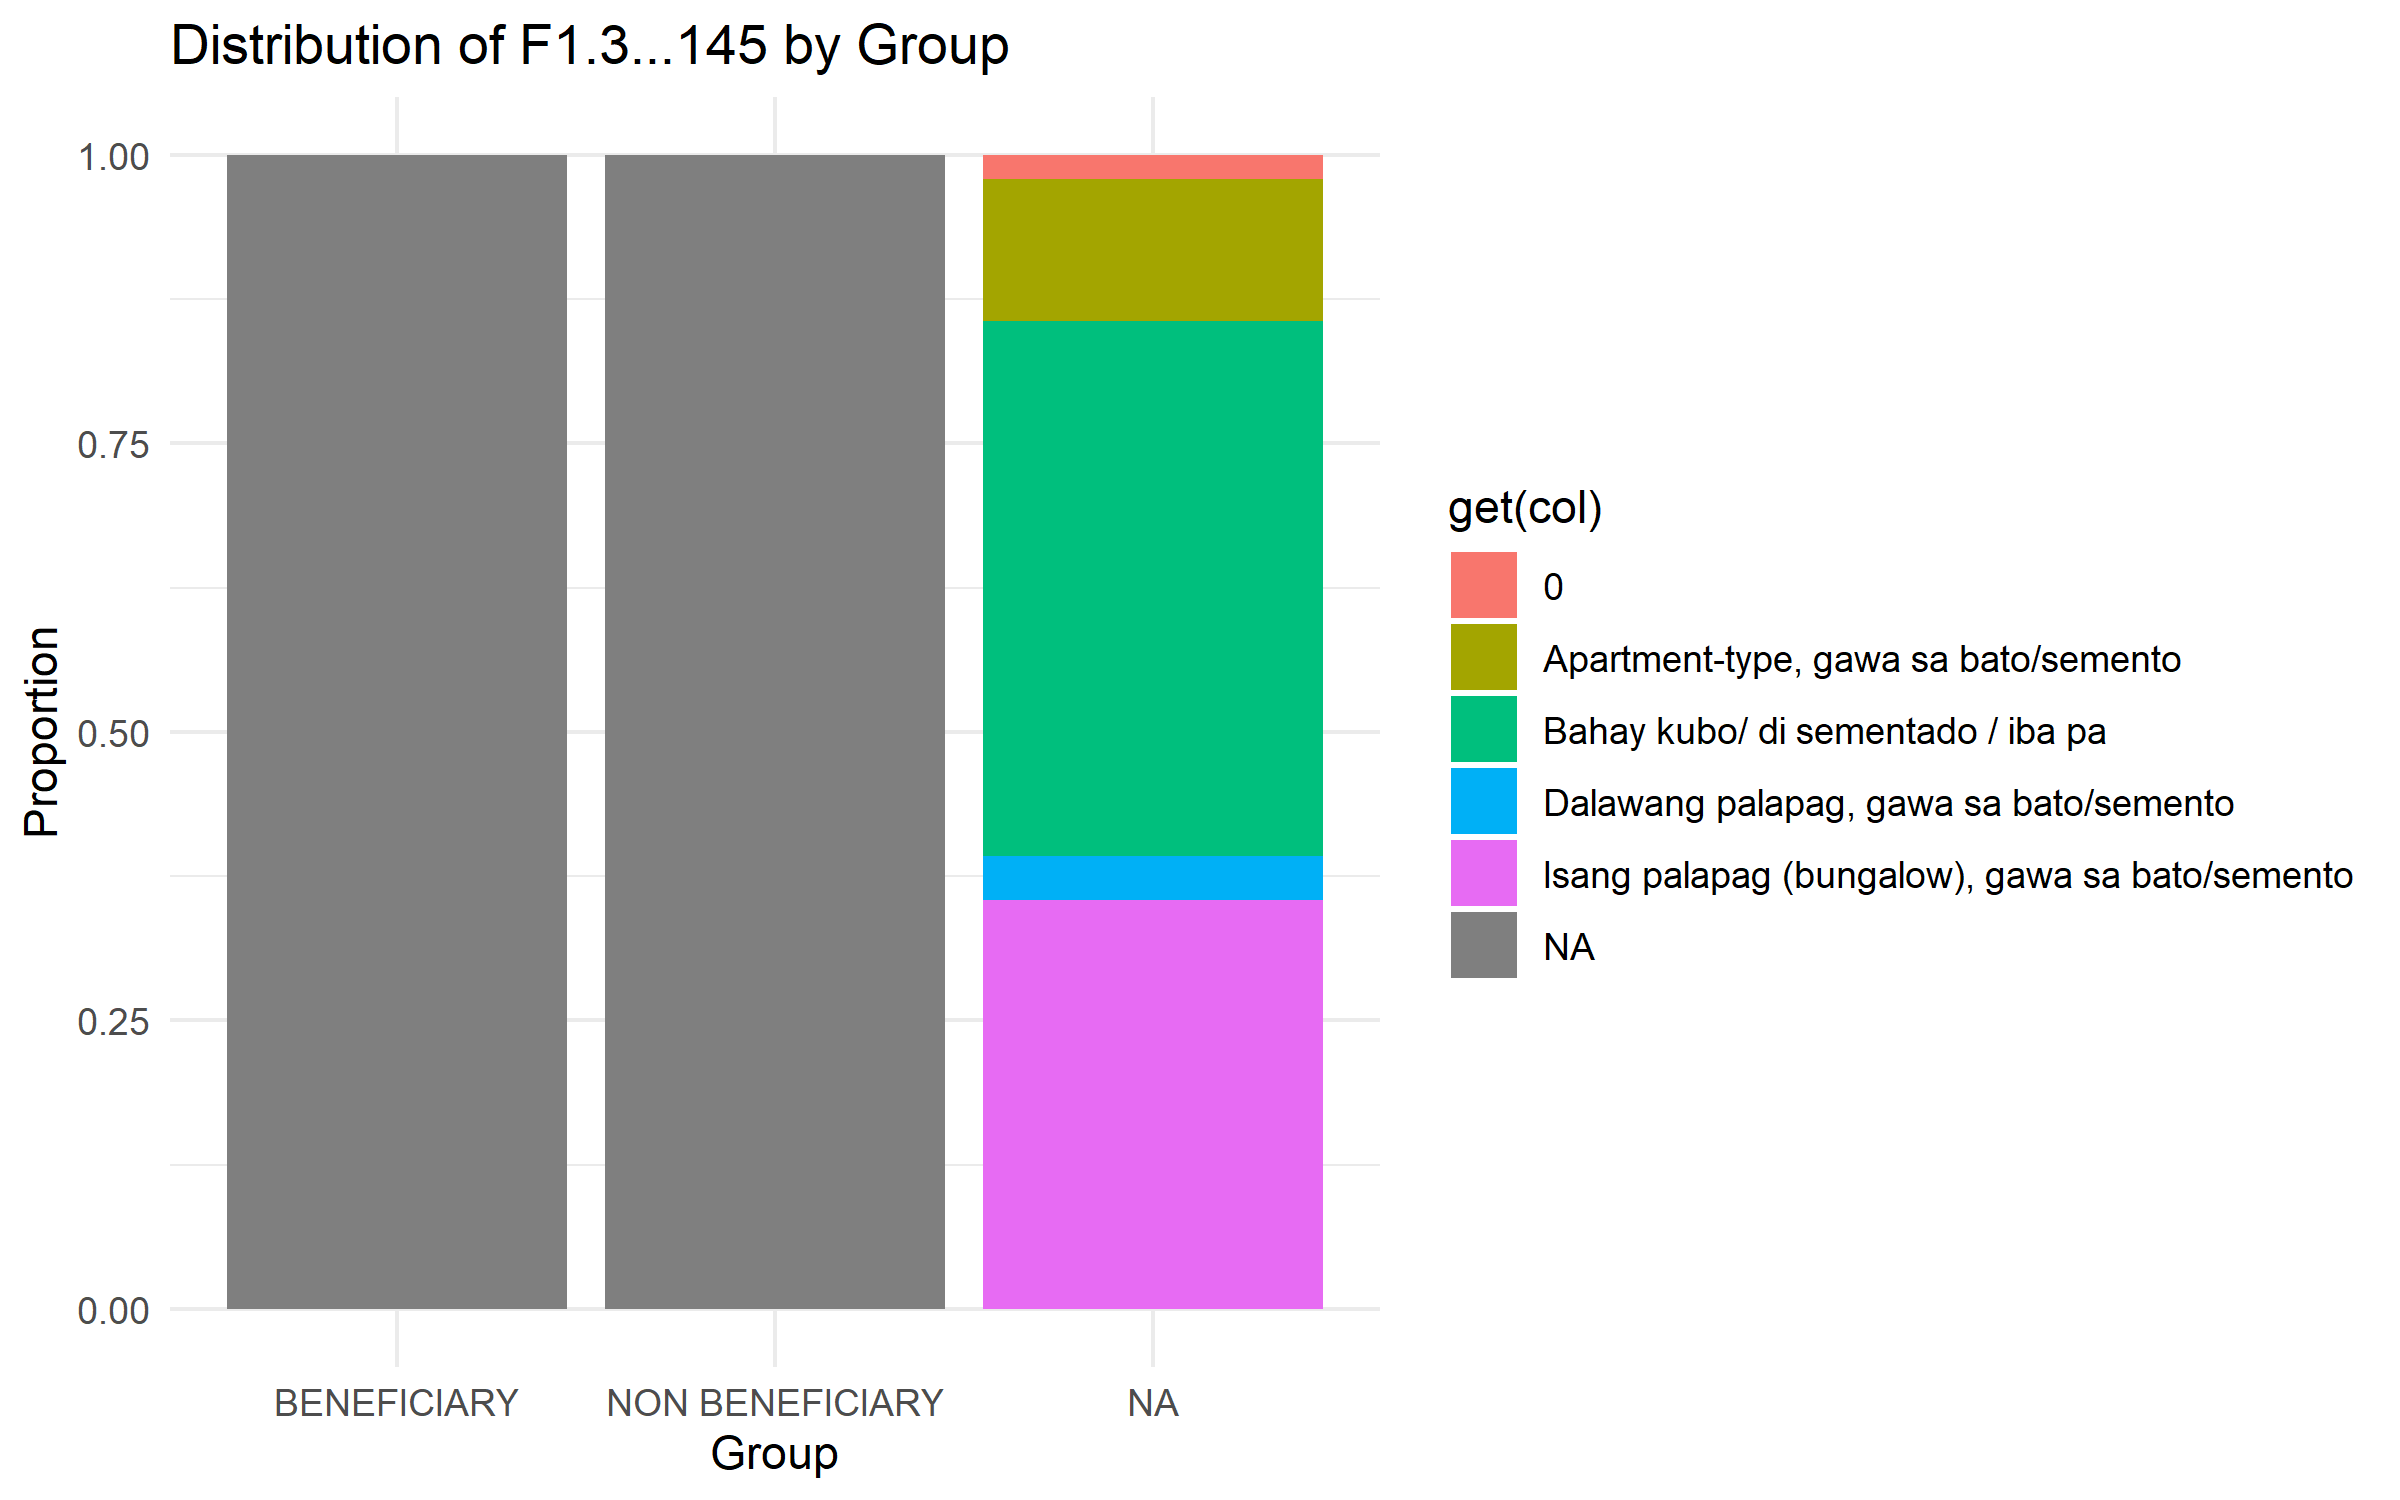 Distribution of F1.3...145 by Group
1.00
0.75
0.50
0.25
0.00
Proportion
BENEFICIARY
NON BENEFICIARY
NA
Group
get(col)
0
Apartment-type, gawa sa bato/semento
Bahay kubo/ di sementado / iba pa
Dalawang palapag, gawa sa bato/semento
Isang palapag (bungalow), gawa sa bato/semento
NA